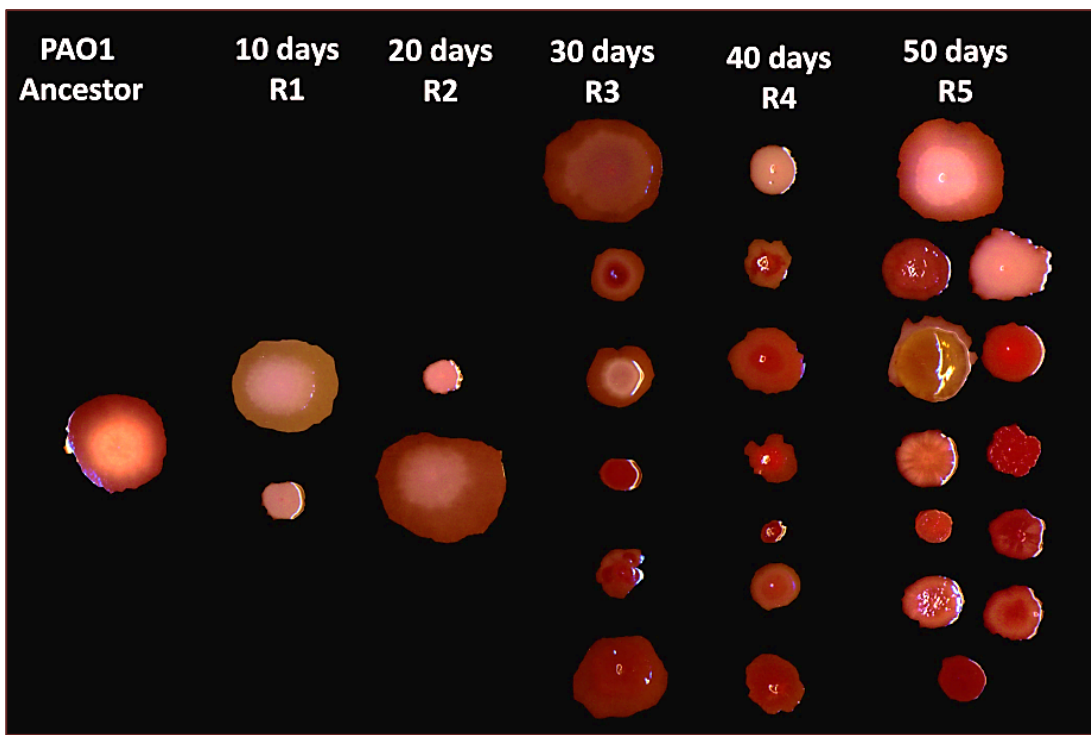 PAO1
Ancestor
10 days
R1
20 days
R2
30 days
R3
40 days
R4
50 days
R5